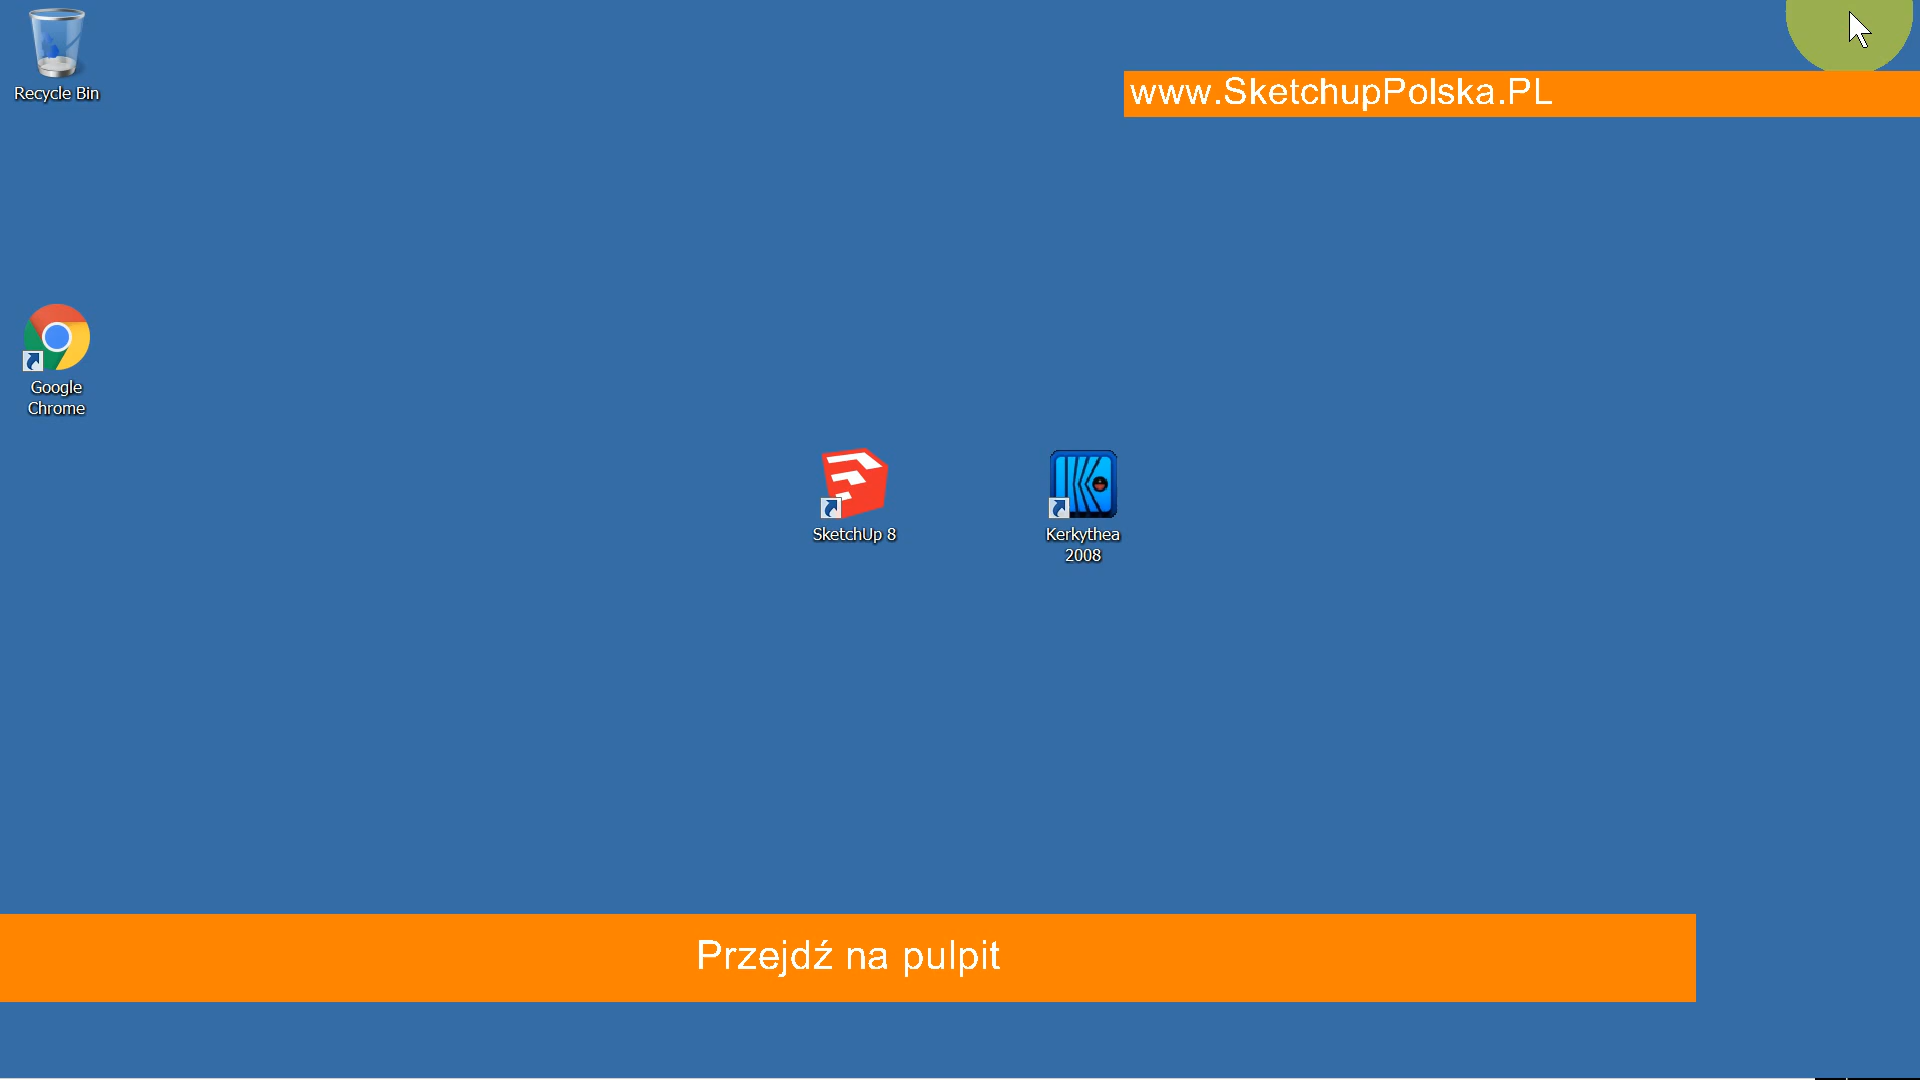 Recycle Bin
www.SketchupPolska.PL
Google
Chrome
SketchUp 8
Kerkythea
2008
Przejdź na pulpit